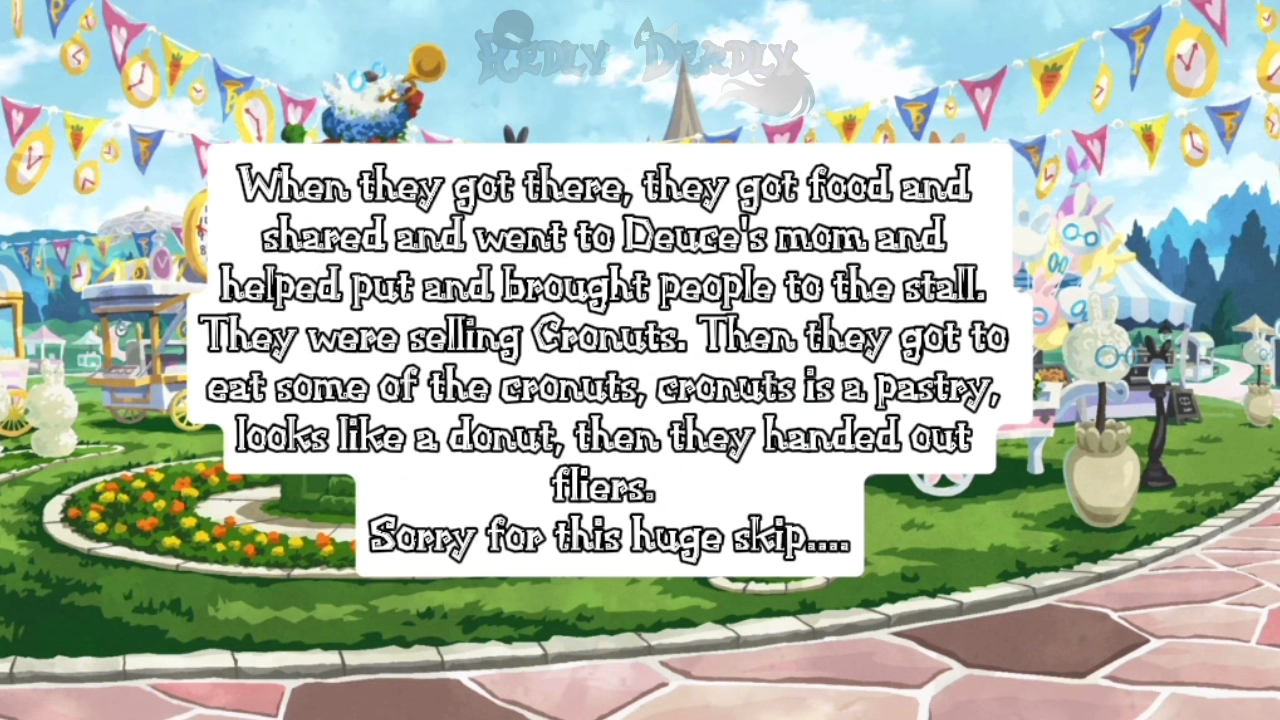 Redly Deadly
When they got there, they got food and
shared and went to Deuce's mom and
helped put and brought people to the stall.
They were selling Cronuts. Then they got to
eat some of the cronuts, cronuts is a pastry,
looks like a donut, then they handed out
fliers.
Sorry for this huge skip....